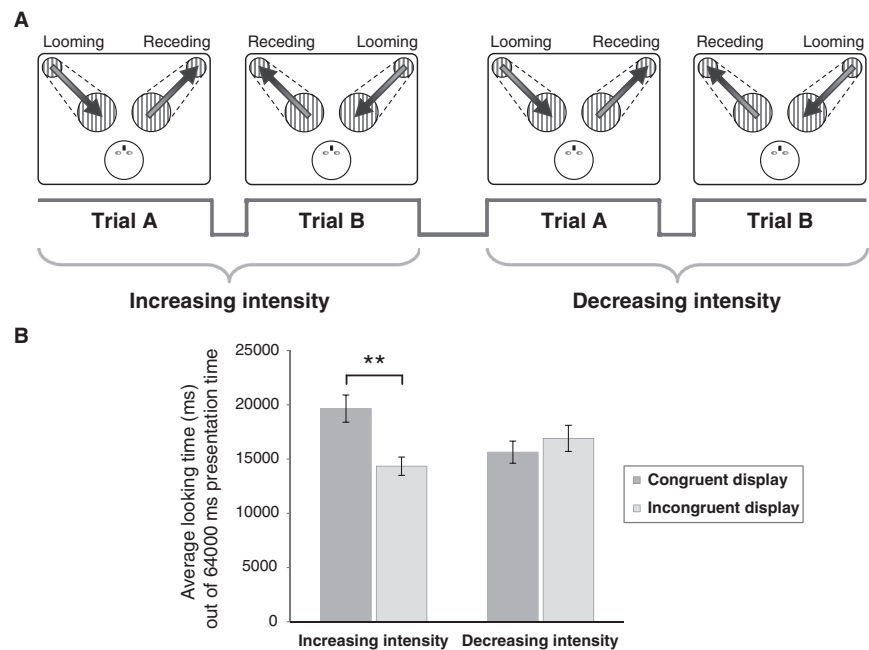 A
Looming Receding Receding Looming Looming Receding Receding Looming
Trial A Trial B Trial A Trial B
Increasing intensity Decreasing intensity
B
Average looking time (ms)
out of 64000 ms presentation time
25000
20000
15000
10000
5000
0
**
Increasing intensity Decreasing intensity
Congruent display
Incongruent display